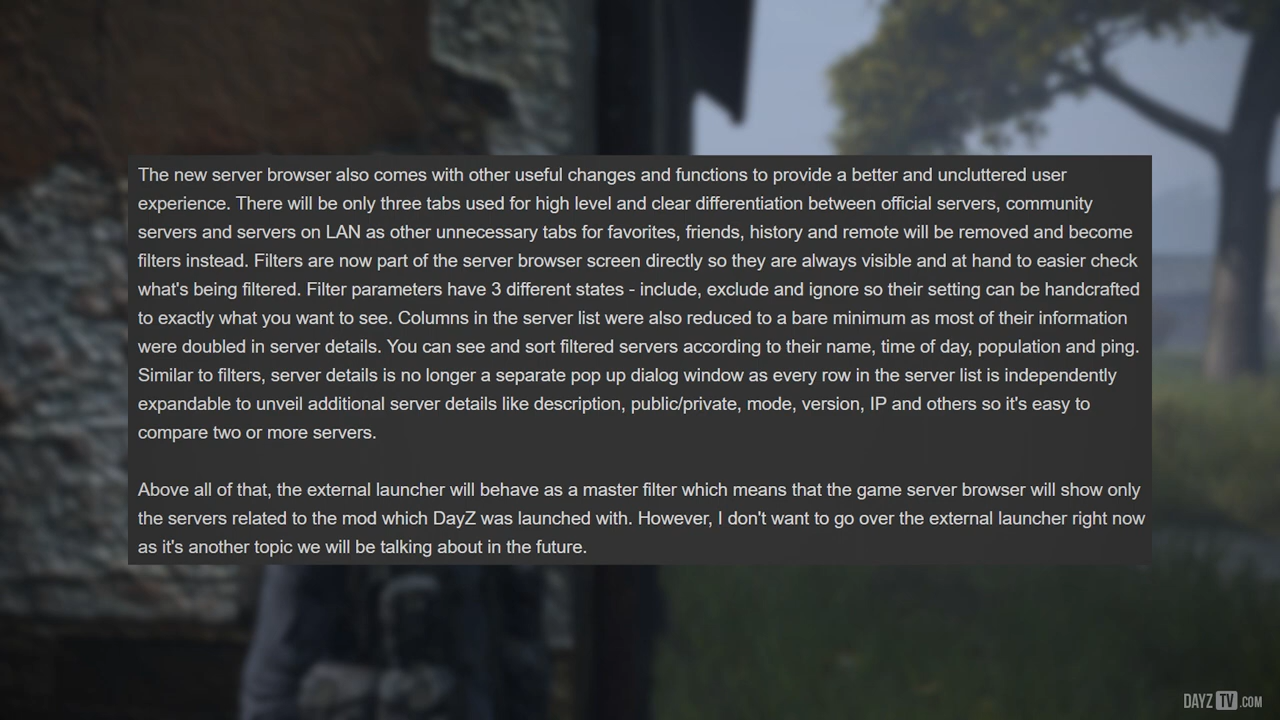 The new server browser also comes with other useful changes and functions to provide a better and uncluttered user
experience. There will be only three tabs used for high level and clear differentiation between official servers, community
servers and servers on LAN as other unnecessary tabs for favorites, friends, history and remote will be removed and become
filters instead. Filters are now part of the server browser screen directly so they are always visible and at hand to easier check
what's being filtered. Filter parameters have 3 different states - include, exclude and ignore so their setting can be handcrafted
to exactly what you want to see. Columns in the server list were also reduced to a bare minimum as most of their information
were doubled in server details. You can see and sort filtered servers according to their name, time of day, population and ping.
Similar to filters, server details is no longer a separate pop up dialog window as every row in the server list is independently
expandable to unveil additional server details like description, public/private, mode, version, IP and others so it's easy to
compare two or more servers.
Above all of that, the external launcher will behave as a master filter which means that the game server browser will show only
the servers related to the mod which DayZ was launched with. However, I don't want to go over the external launcher right now
as it's another topic we will be talking about in the future.
DAYZ TV .COM